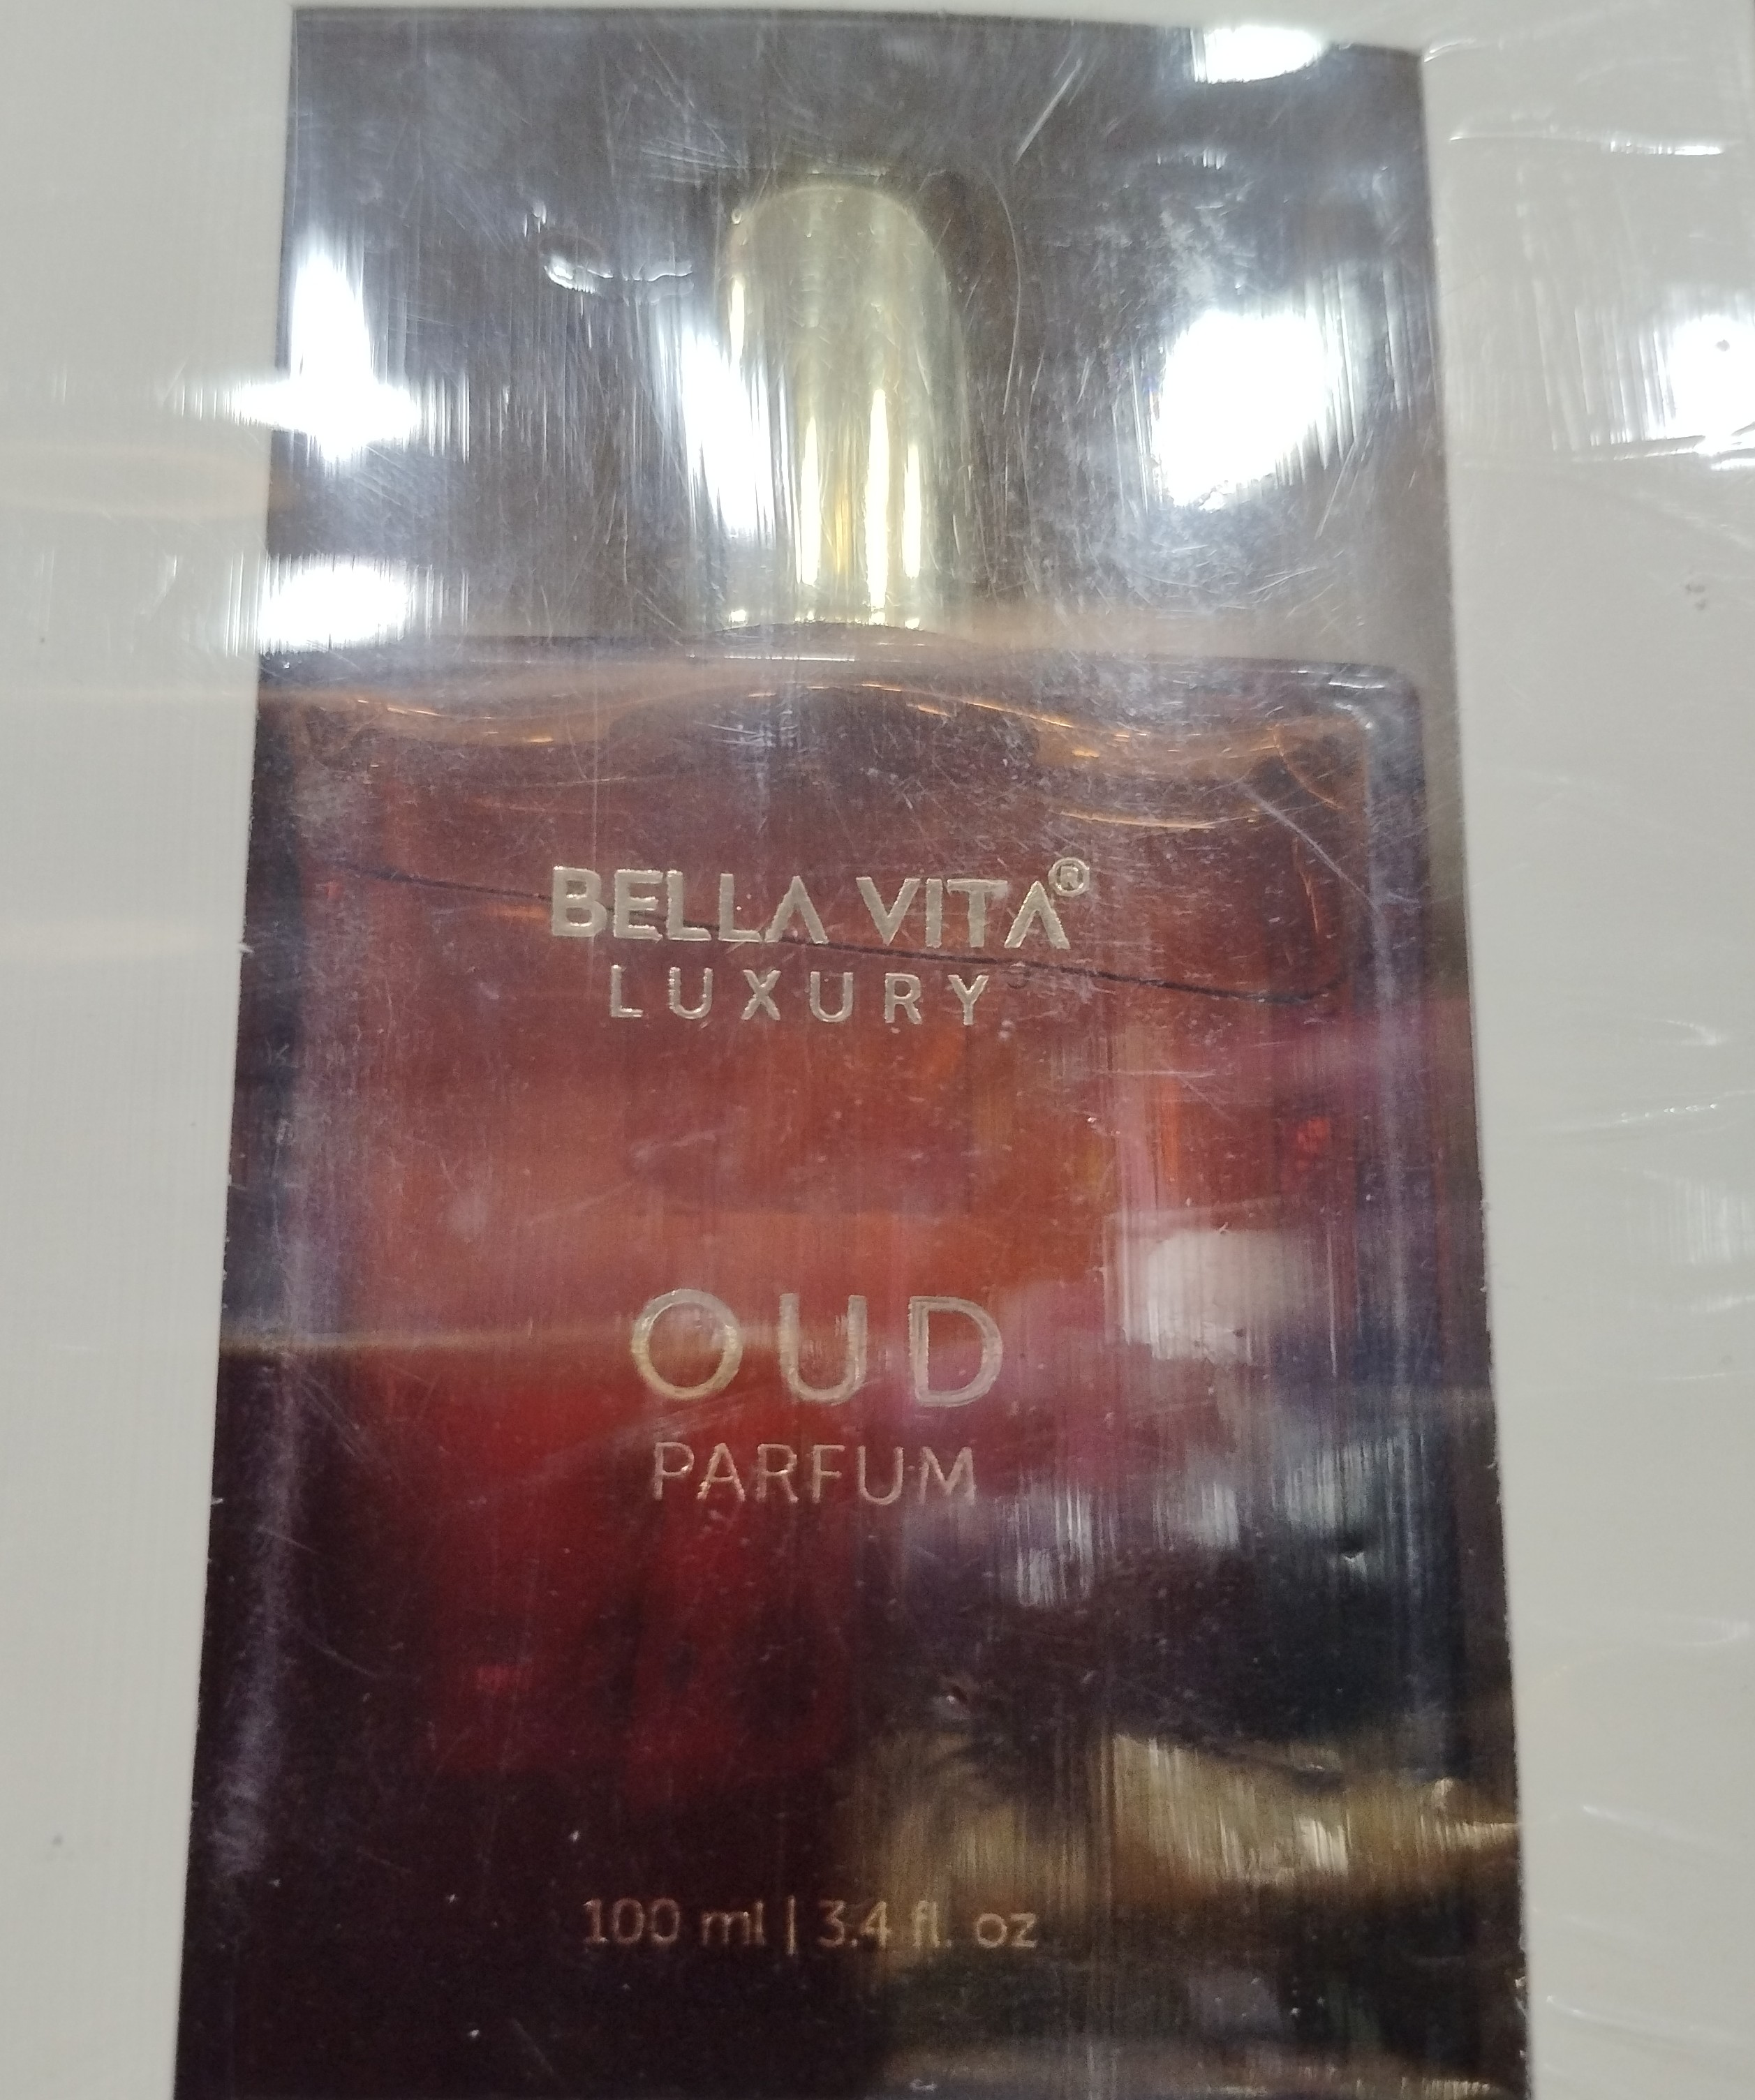 BELLA VITA®
LUXURY
OUD
PARFUM
100 ml | 3.4 fl. oz